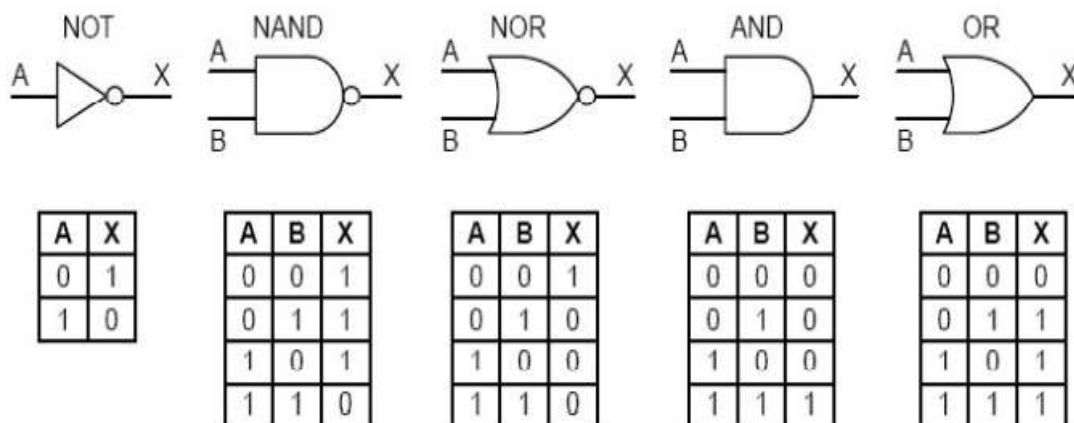 NOT NAND NOR AND OR
A X A X A X A X A X
B B B B
A X A B X A B X A B X A B X
0 1 0 0 1 0 0 1 0 0 0 0 0 0
1 0 0 1 1 0 1 0 0 1 0 0 1 1
1 0 1 1 0 0 1 0 0 1 0 1
1 1 0 1 1 0 1 1 1 1 1 1